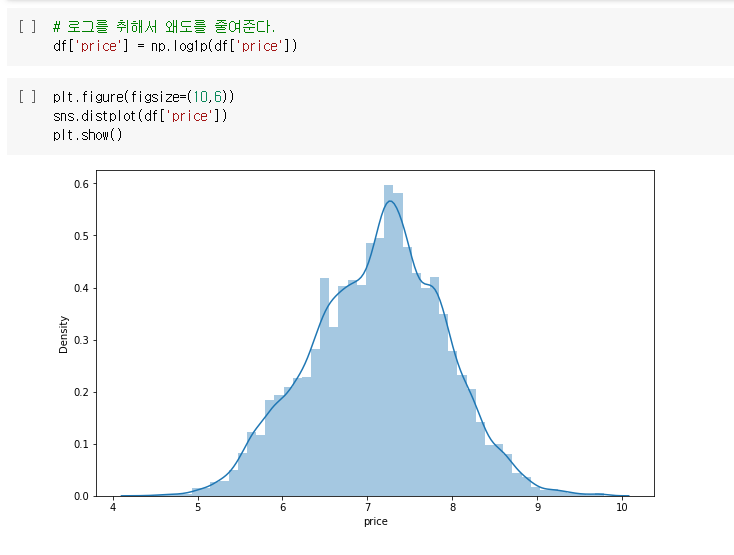 [ ] # 로그를 취해서 왜도를 줄여준다.
df['price'] = np.log1p(df['price'])
[ ] plt.figure(figsize=(10,6))
sns.distplot(df['price'])
plt.show()
0.6
0.5
0.4
0.3
0.2
0.1
0.0
Density
4 5 6 7 8 9 10
price